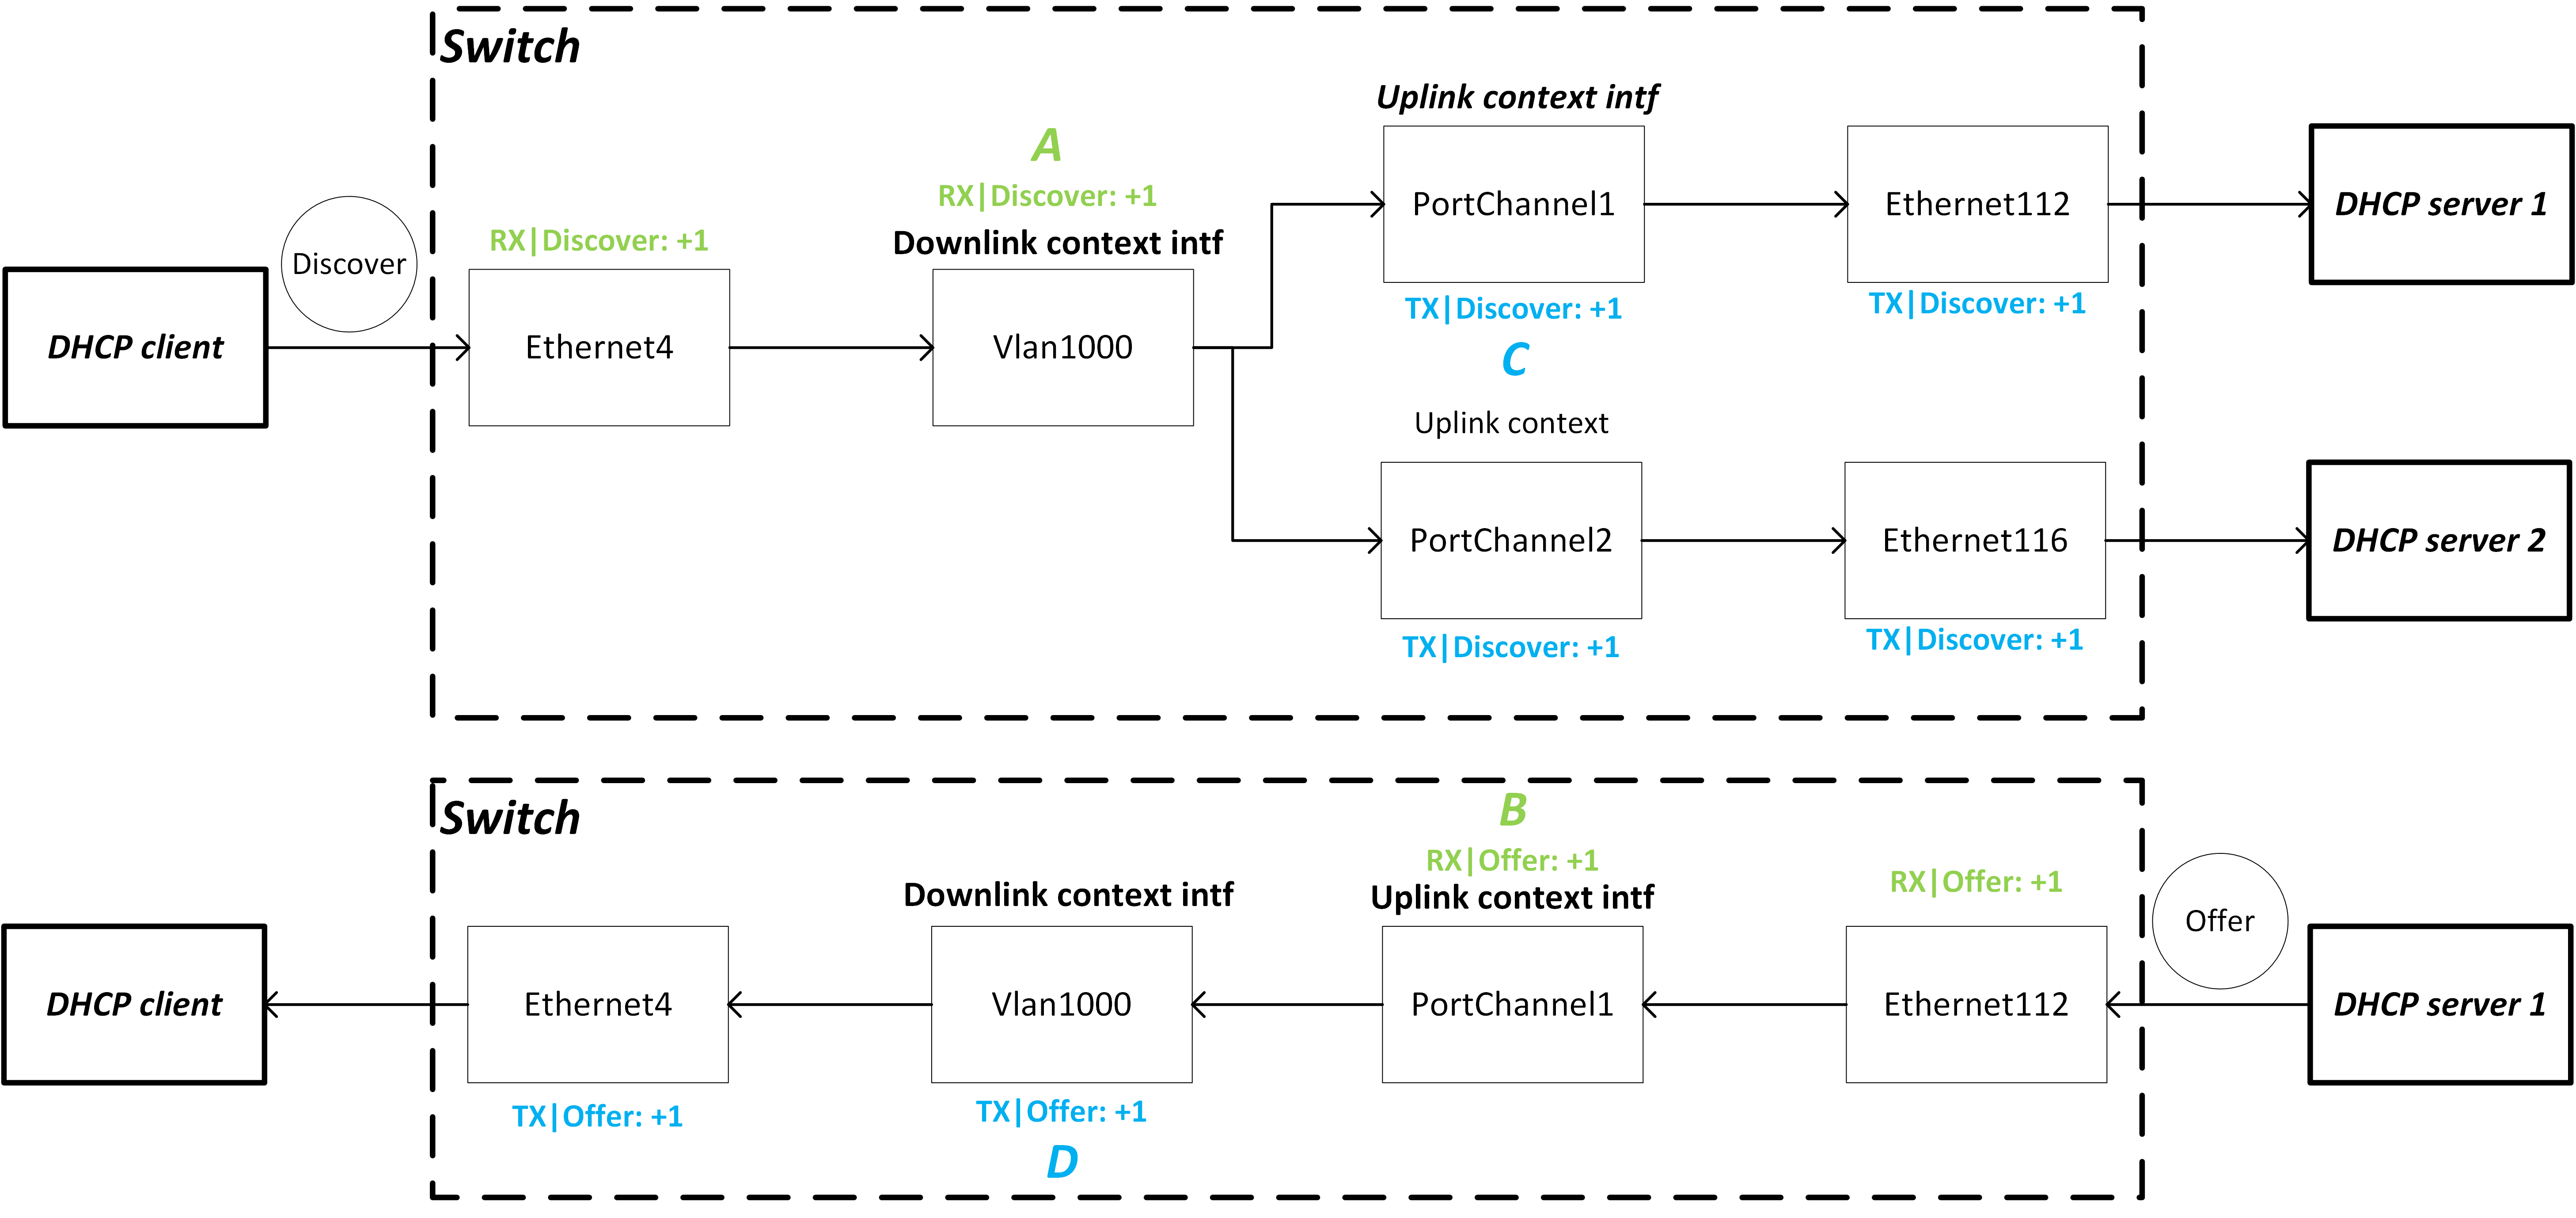 Switch
Uplink context intf
A
RX|Discover: +1
Downlink context intf
RX|Discover: +1
Discover
DHCP client
Ethernet4
Vlan1000
PortChannel1
Ethernet112
DHCP server 1
TX|Discover: +1
TX|Discover: +1
C
Uplink context
PortChannel2
Ethernet116
DHCP server 2
TX|Discover: +1
TX|Discover: +1
Switch
B
RX|Offer: +1
Downlink context intf
Uplink context intf
RX|Offer: +1
Offer
DHCP client
Ethernet4
Vlan1000
PortChannel1
Ethernet112
DHCP server 1
TX|Offer: +1
TX|Offer: +1
D